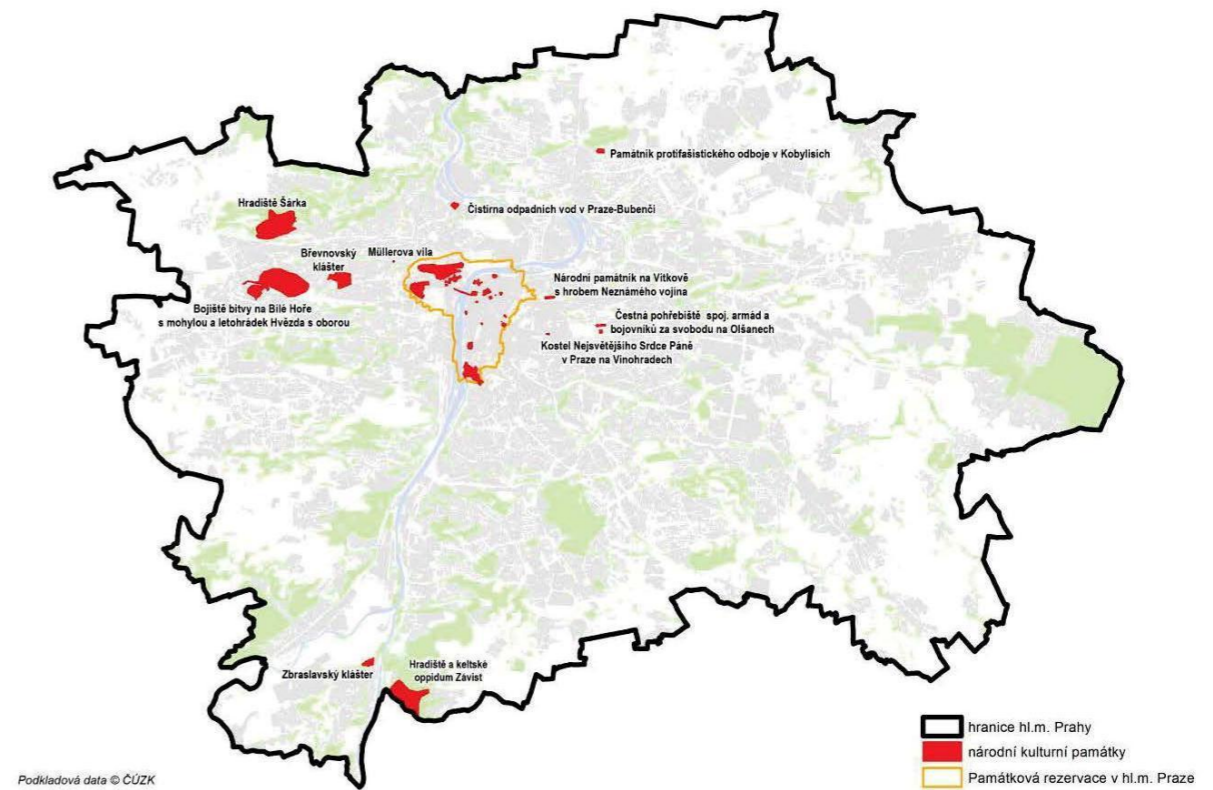 Památník protifašistického odboje v Kobylisích
Čistírna odpadních vod v Praze-Bubenči
Hradiště Šárka
Břevnovský
klášter
Müllerova vila
Bojiště bitvy na Bílé Hoře
s mohylou a letohrádek Hvězda s oborou
Národní památník na Vítkově
s hrobem Neznámého vojína
Čestná pohřebiště spoj. armád a
bojovníků za svobodu na Olšanech
Kostel Nejsvětějšího Srdce Páně
v Praze na Vinohradech
Zbraslavský klášter
Hradiště a keltské
oppidum Závist
hranice hl.m. Prahy
národní kulturní památky
Památková rezervace v hl.m. Praze
Podkladová data © ČÚZK